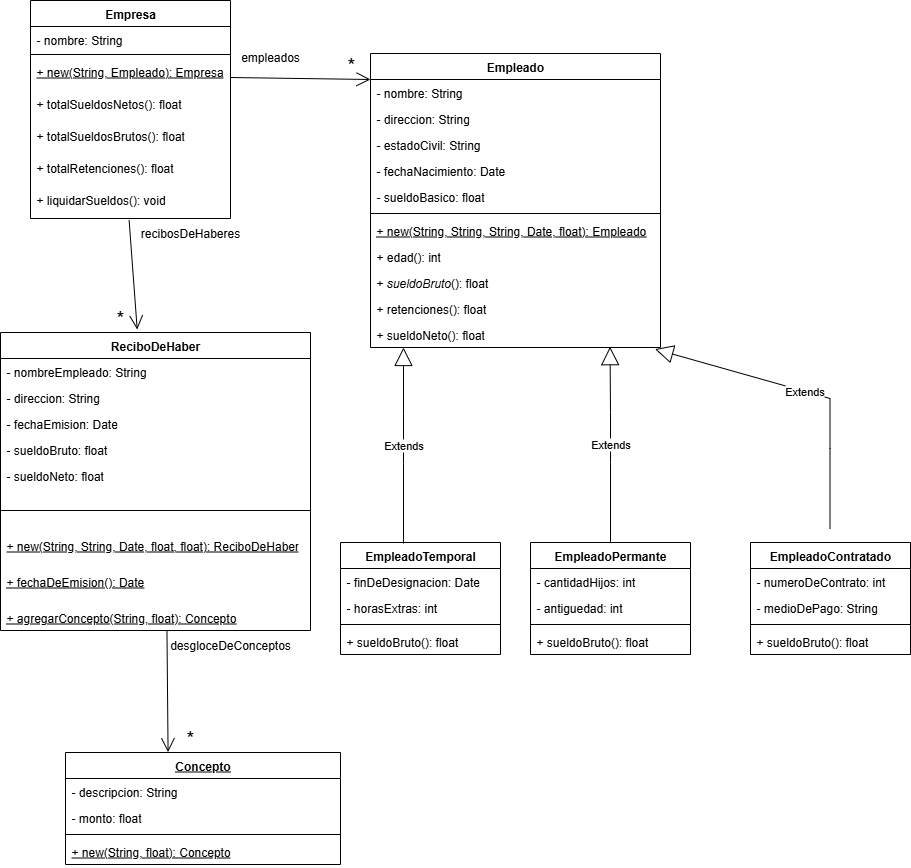 Empresa
- nombre: String
+ new(String, Empleado): Empresa
+ totalSueldosNetos(): float
+ totalSueldosBrutos(): float
+ totalRetenciones(): float
+ liquidarSueldos(): void
empleados
*
Empleado
- nombre: String
- direccion: String
- estadoCivil: String
- fechaNacimiento: Date
- sueldoBasico: float
+ new(String, String, String, Date, float): Empleado
+ edad(): int
+ sueldoBruto(): float
+ retenciones(): float
+ sueldoNeto(): float
recibosDeHaberes
*
ReciboDeHaber
- nombreEmpleado: String
- direccion: String
- fechaEmision: Date
- sueldoBruto: float
- sueldoNeto: float
+ new(String, String, Date, float, float): ReciboDeHaber
+ fechaDeEmision(): Date
+ agregarConcepto(String, float): Concepto
Extends
Extends
Extends
EmpleadoTemporal
- finDeDesignacion: Date
- horasExtras: int
+ sueldoBruto(): float
EmpleadoPermante
- cantidadHijos: int
- antiguedad: int
+ sueldoBruto(): float
EmpleadoContratado
- numeroDeContrato: int
- medioDePago: String
+ sueldoBruto(): float
desgloceDeConceptos
*
Concepto
- descripcion: String
- monto: float
+ new(String, float): Concepto